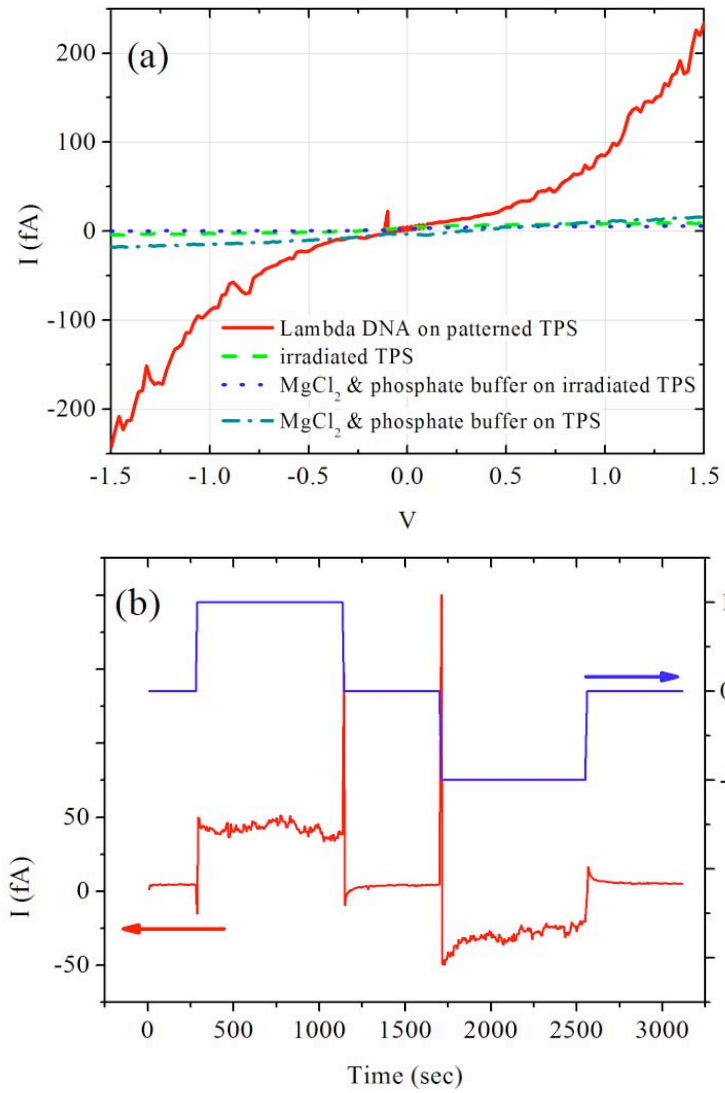 (a)
I (fA)
200
100
0
-100
-200
Lambda DNA on patterned TPS
irradiated TPS
MgCl₂ & phosphate buffer on irradiated TPS
MgCl₂ & phosphate buffer on TPS
-1.5 -1.0 -0.5 0.0 0.5 1.0 1.5
V
(b)
I (fA)
50
0
-50
1
0
-
0 500 1000 1500 2000 2500 3000
Time (sec)